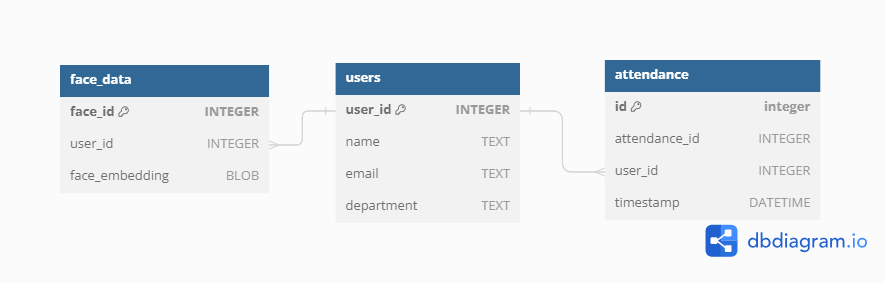 face_data
face_id INTEGER
user_id INTEGER
face_embedding BLOB
users
user_id INTEGER
name TEXT
email TEXT
department TEXT
attendance
id integer
attendance_id INTEGER
user_id INTEGER
timestamp DATETIME
dbdiagram.io